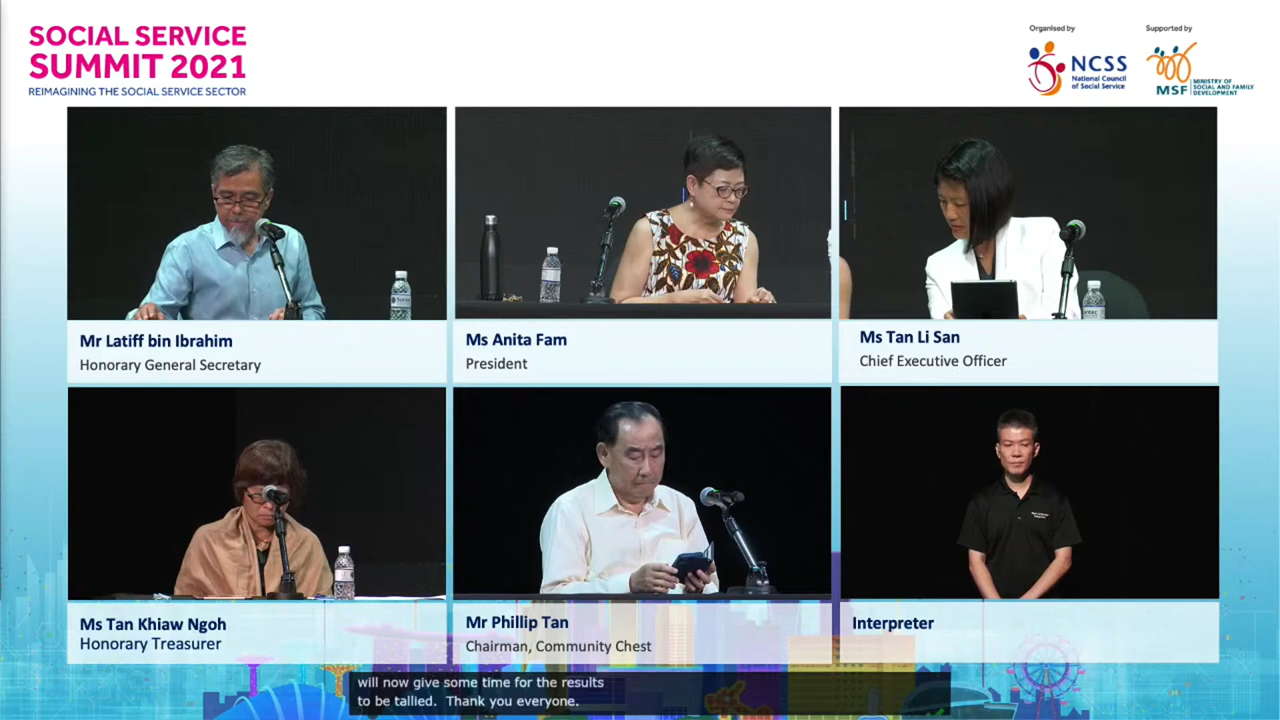 SOCIAL SERVICE
SUMMIT 2021
REIMAGINING THE SOCIAL SERVICE SECTOR
Organised by
NCSS
National Council
of Social Service
Supported by
MSF
MINISTRY OF
SOCIAL AND FAMILY
DEVELOPMENT
Mr Latiff bin Ibrahim
Honorary General Secretary
Ms Anita Fam
President
Ms Tan Li San
Chief Executive Officer
Ms Tan Khiaw Ngoh
Honorary Treasurer
Mr Phillip Tan
Chairman, Community Chest
Interpreter
will now give some time for the results
to be tallied. Thank you everyone.